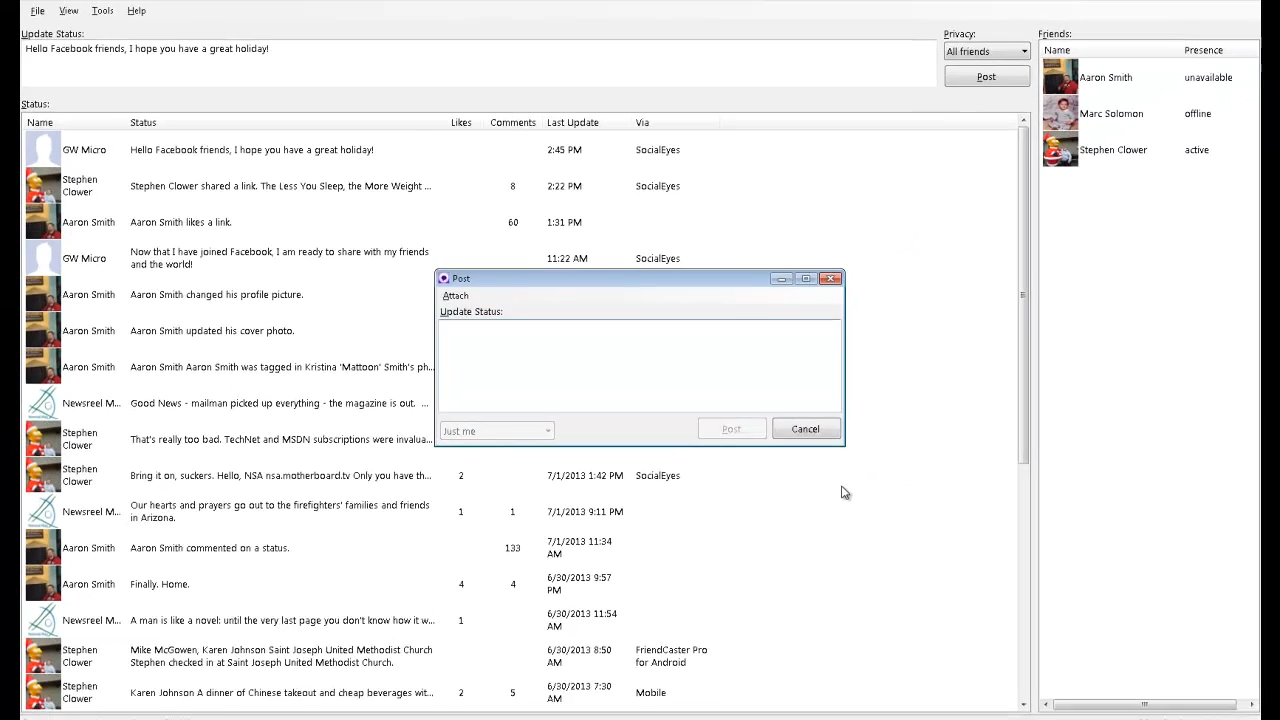 File View Tools Help
Update Status:
Hello Facebook friends, I hope you have a great holiday!
Privacy:
All friends
Post
Friends:
Name Presence
Aaron Smith unavailable
Marc Solomon offline
Stephen Clower active
Status:
Name Status Likes Comments Last Update Via
GW Micro Hello Facebook friends, I hope you have a great holiday! 2:45 PM SocialEyes
Stephen Clower Stephen Clower shared a link. The Less You Sleep, the More Weight ... 8 2:22 PM SocialEyes
Aaron Smith Aaron Smith likes a link. 60 1:31 PM
GW Micro Now that I have joined Facebook, I am ready to share with my friends
and the world! 11:22 AM SocialEyes
Aaron Smith Aaron Smith changed his profile picture.
Aaron Smith Aaron Smith updated his cover photo.
Aaron Smith Aaron Smith Aaron Smith was tagged in Kristina 'Mattoon' Smith's ph...
Newsreel M... Good News - mailman picked up everything - the magazine is out. ...
Stephen Clower That's really too bad. TechNet and MSDN subscriptions were invalua...
Stephen Clower Bring it on, suckers. Hello, NSA nsa.motherboard.tv Only you have th... 2 7/1/2013 1:42 PM SocialEyes
Newsreel M... Our hearts and prayers go out to the firefighters' families and friends
in Arizona. 1 1 7/1/2013 9:11 PM
Aaron Smith Aaron Smith commented on a status. 133 7/1/2013 11:34 AM
Aaron Smith Finally. Home. 4 4 6/30/2013 9:57 PM
Newsreel M... A man is like a novel: until the very last page you don't know how it w... 1 6/30/2013 11:54 AM
Stephen Clower Mike McGowen, Karen Johnson Saint Joseph United Methodist Church
Stephen checked in at Saint Joseph United Methodist Church. 6/30/2013 8:50 AM FriendCaster Pro for Android
Stephen Clower Karen Johnson A dinner of Chinese takeout and cheap beverages wit... 2 5 6/30/2013 7:30 AM Mobile
Post
Attach
Update Status:
Just me
Post
Cancel